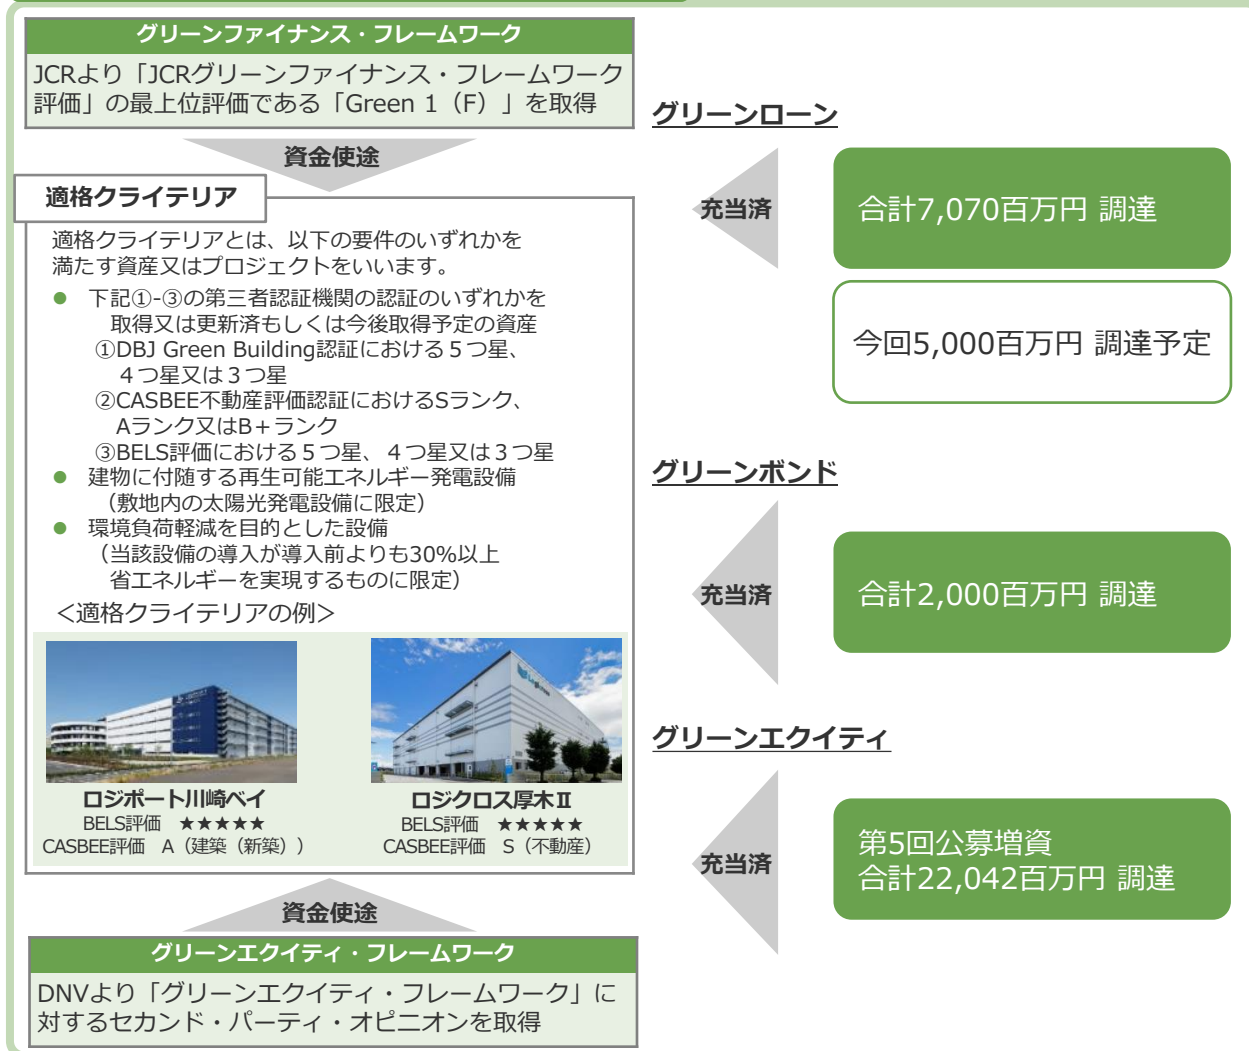 グリーンファイナンス・フレームワーク
JCRより「JCRグリーンファイナンス・フレームワーク
評価」の最上位評価である「Green 1（F）」を取得
資金使途
適格クライテリア
適格クライテリアとは、以下の要件のいずれかを
満たす資産又はプロジェクトをいいます。
● 下記①-③の第三者認証機関の認証のいずれかを
取得又は更新済もしくは今後取得予定の資産
①DBJ Green Building認証における５つ星、
４つ星又は３つ星
②CASBEE不動産評価認証におけるSランク、
Aランク又はB＋ランク
③BELS評価における５つ星、４つ星又は３つ星
● 建物に付随する再生可能エネルギー発電設備
（敷地内の太陽光発電設備に限定）
● 環境負荷軽減を目的とした設備
（当該設備の導入が導入前よりも30%以上
省エネルギーを実現するものに限定）
＜適格クライテリアの例＞
ロジポート川崎ベイ
BELS評価 ★★★★★
CASBEE評価 A（建築（新築））
ロジクロス厚木Ⅱ
BELS評価 ★★★★★
CASBEE評価 S（不動産）
資金使途
グリーンエクイティ・フレームワーク
DNVより「グリーンエクイティ・フレームワーク」に
対するセカンド・パーティ・オピニオンを取得
グリーンローン
充当済
合計7,070百万円 調達
今回5,000百万円 調達予定
グリーンボンド
充当済
合計2,000百万円 調達
グリーンエクイティ
充当済
第5回公募増資
合計22,042百万円 調達